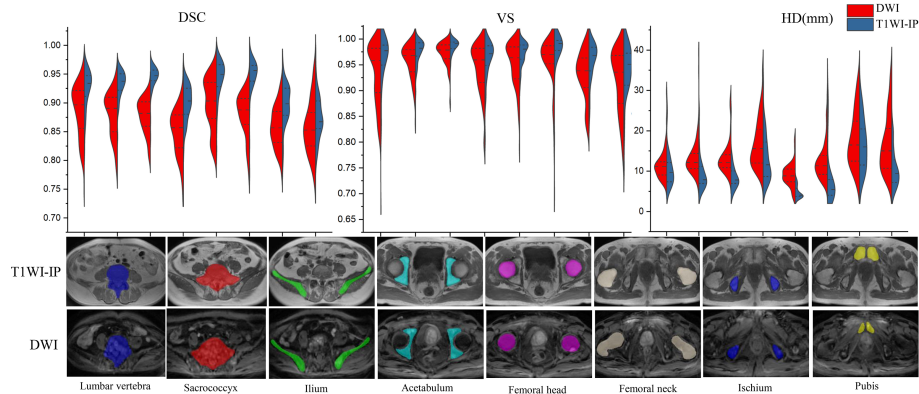 DSC
VS
HD(mm)
DWI
T1WI-IP
1.00
0.95
0.90
0.85
0.80
0.75
0.70
1.00
0.95
0.90
0.85
0.80
0.75
0.70
0.65
40
30
20
10
0
T1WI-IP
DWI
Lumbar vertebra
Sacrococcyx
Ilium
Acetabulum
Femoral head
Femoral neck
Ischium
Pubis